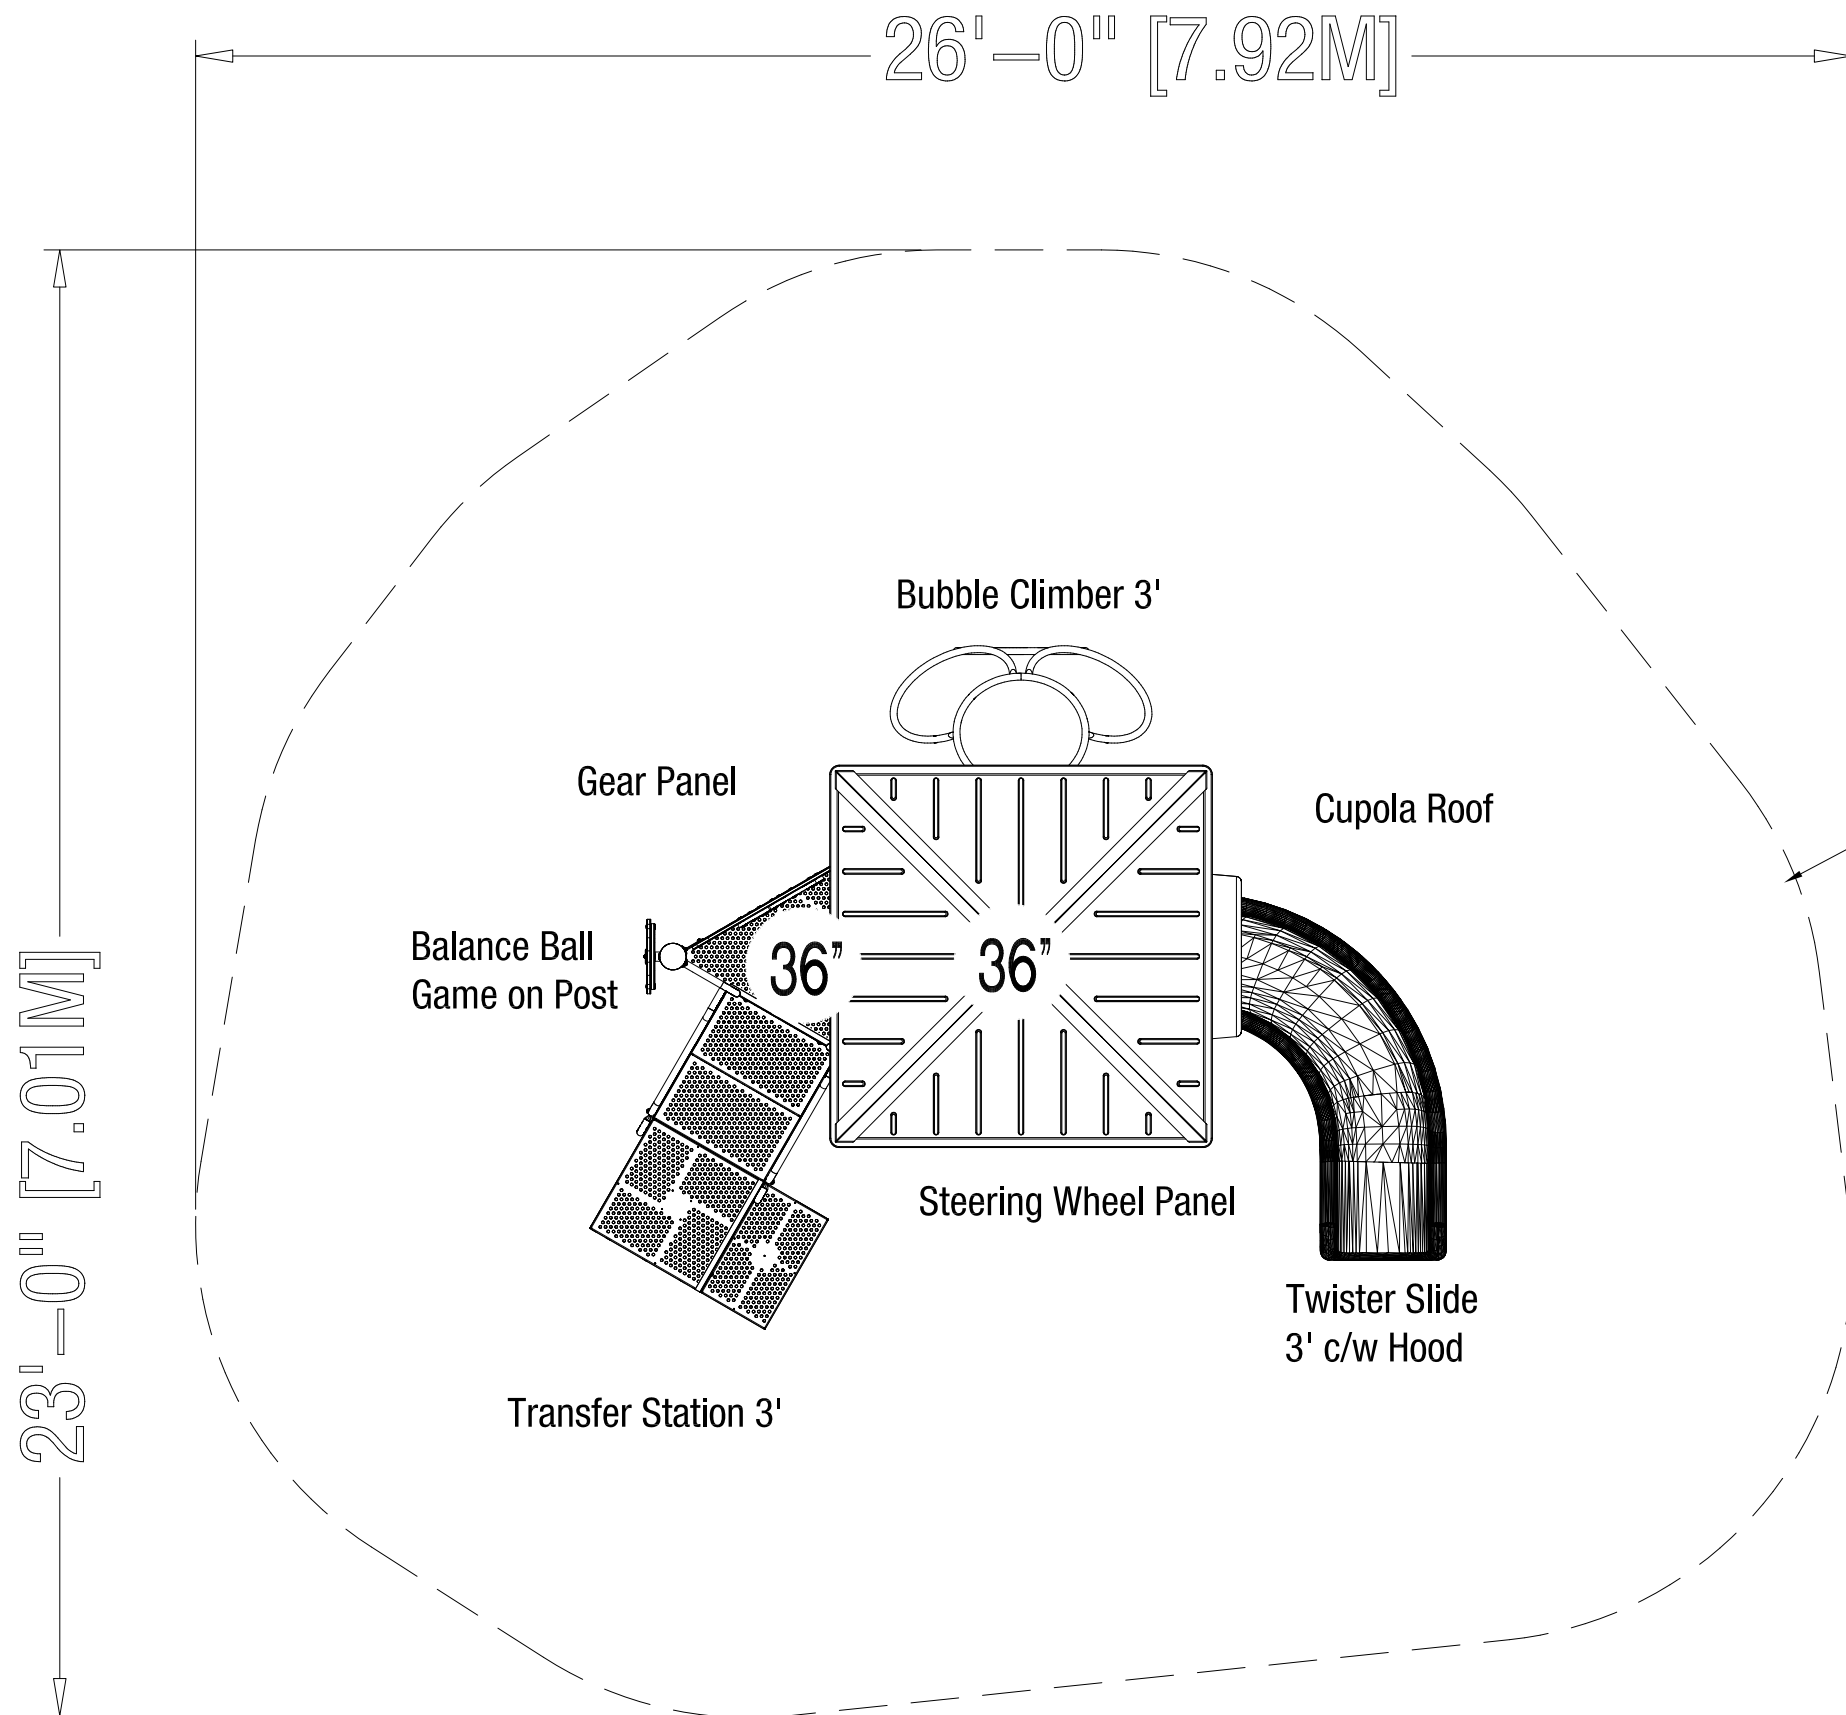 26'–0" [7.92M]
23'–0" [7.01M]
Bubble Climber 3'
Gear Panel
Cupola Roof
Balance Ball
Game on Post
36”
36”
Steering Wheel Panel
Twister Slide
3' c/w Hood
Transfer Station 3'